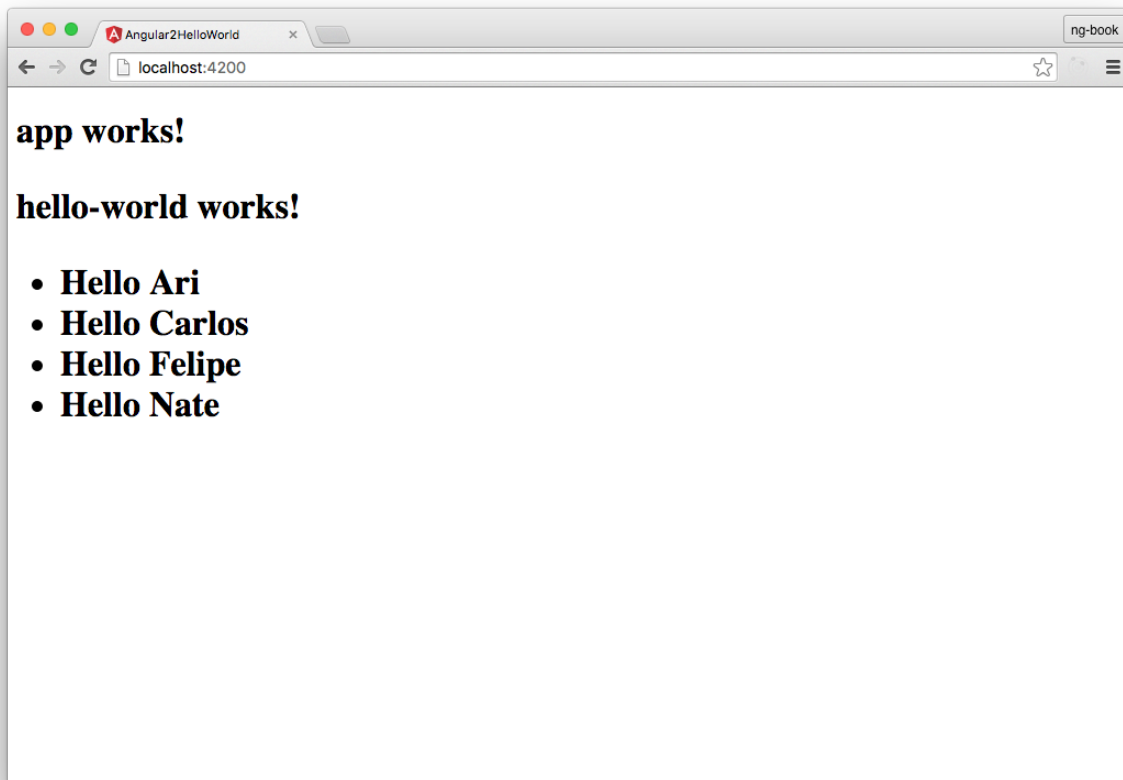 Angular2HelloWorld
ng-book
localhost:4200
app works!
hello-world works!
Hello Ari
Hello Carlos
Hello Felipe
Hello Nate